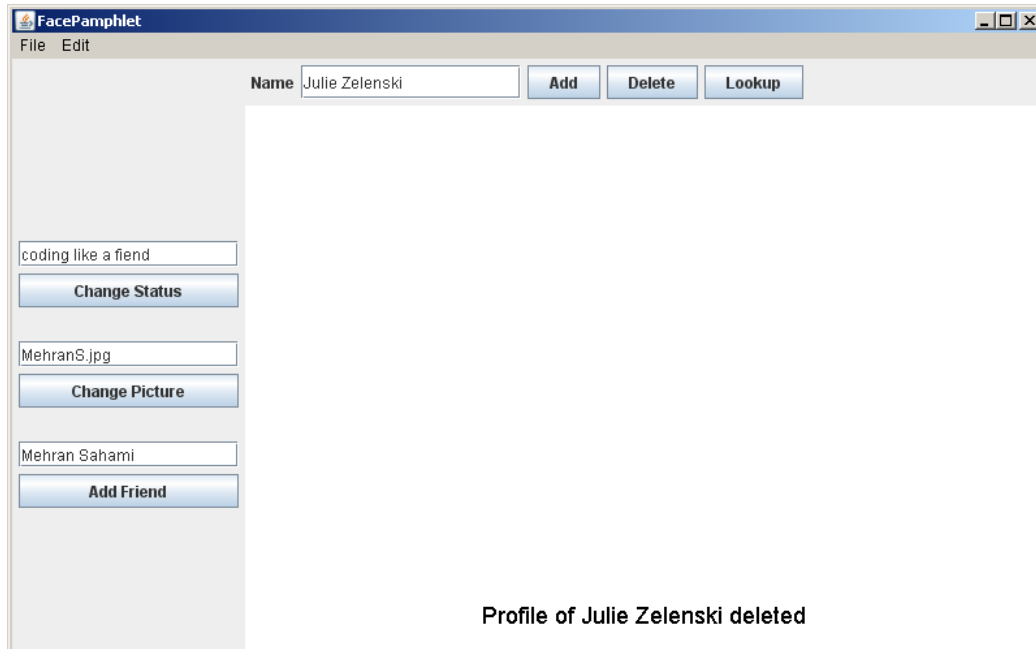 FacePamphlet
File Edit
Name Julie Zelenski Add Delete Lookup
coding like a fiend
Change Status
MehranS.jpg
Change Picture
Mehran Sahami
Add Friend
Profile of Julie Zelenski deleted